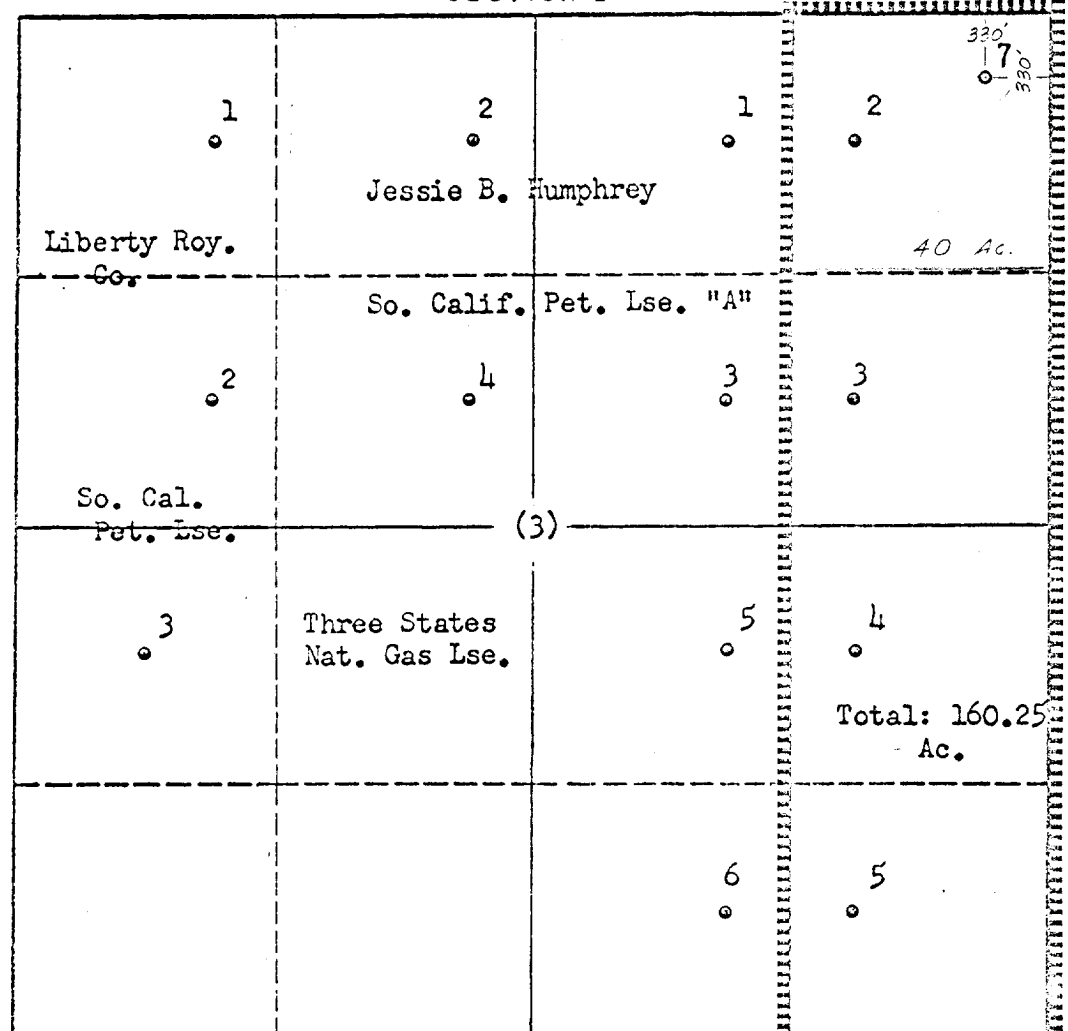 330'
7
330'
1
2
1
2
Jessie B. Humphrey
Liberty Roy.
Co.
40 Ac.
So. Calif. Pet. Lse. "A"
2
4
3
3
So. Cal.
Pet. Lse.
(3)
3
Three States
Nat. Gas Lse.
5
4
Total: 160.25
Ac.
6
5